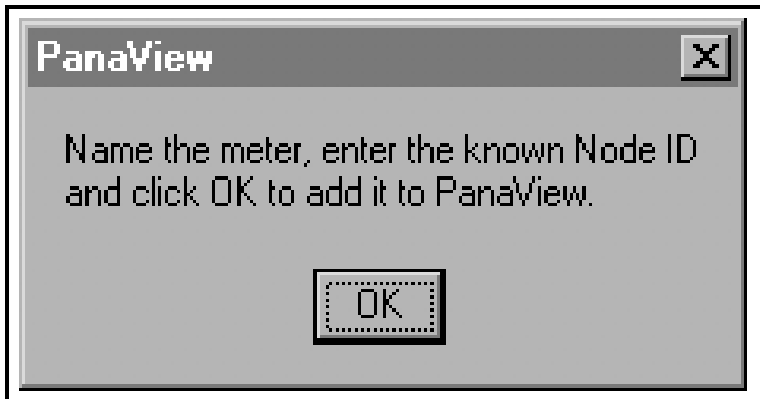 PanaView
Name the meter, enter the known Node ID
and click OK to add it to PanaView.
OK